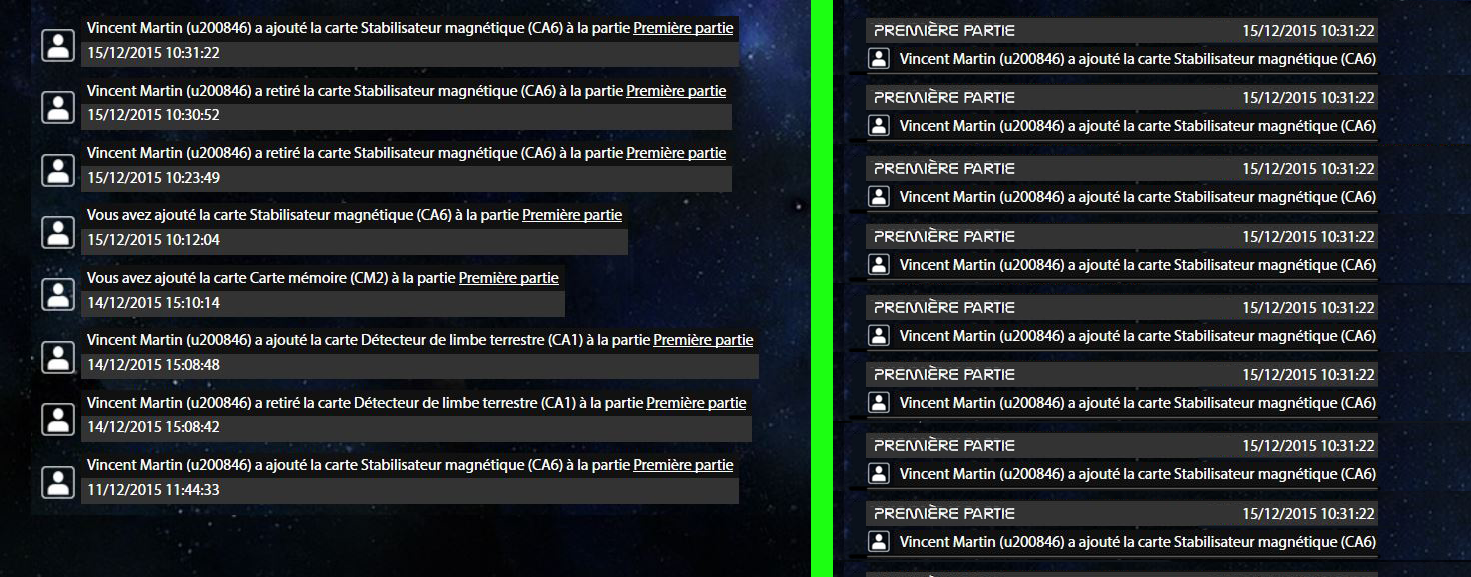 Vincent Martin (u200846) a ajouté la carte Stabilisateur magnétique (CA6) à la partie Première partie
15/12/2015 10:31:22
Vincent Martin (u200846) a retiré la carte Stabilisateur magnétique (CA6) à la partie Première partie
15/12/2015 10:30:52
Vincent Martin (u200846) a retiré la carte Stabilisateur magnétique (CA6) à la partie Première partie
15/12/2015 10:23:49
Vous avez ajouté la carte Stabilisateur magnétique (CA6) à la partie Première partie
15/12/2015 10:12:04
Vous avez ajouté la carte Carte mémoire (CM2) à la partie Première partie
14/12/2015 15:10:14
Vincent Martin (u200846) a ajouté la carte Détecteur de limbe terrestre (CA1) à la partie Première partie
14/12/2015 15:08:48
Vincent Martin (u200846) a retiré la carte Détecteur de limbe terrestre (CA1) à la partie Première partie
14/12/2015 15:08:42
Vincent Martin (u200846) a ajouté la carte Stabilisateur magnétique (CA6) à la partie Première partie
11/12/2015 11:44:33
PREMIÈRE PARTIE 15/12/2015 10:31:22
Vincent Martin (u200846) a ajouté la carte Stabilisateur magnétique (CA6)
PREMIÈRE PARTIE 15/12/2015 10:31:22
Vincent Martin (u200846) a ajouté la carte Stabilisateur magnétique (CA6)
PREMIÈRE PARTIE 15/12/2015 10:31:22
Vincent Martin (u200846) a ajouté la carte Stabilisateur magnétique (CA6)
PREMIÈRE PARTIE 15/12/2015 10:31:22
Vincent Martin (u200846) a ajouté la carte Stabilisateur magnétique (CA6)
PREMIÈRE PARTIE 15/12/2015 10:31:22
Vincent Martin (u200846) a ajouté la carte Stabilisateur magnétique (CA6)
PREMIÈRE PARTIE 15/12/2015 10:31:22
Vincent Martin (u200846) a ajouté la carte Stabilisateur magnétique (CA6)
PREMIÈRE PARTIE 15/12/2015 10:31:22
Vincent Martin (u200846) a ajouté la carte Stabilisateur magnétique (CA6)
PREMIÈRE PARTIE 15/12/2015 10:31:22
Vincent Martin (u200846) a ajouté la carte Stabilisateur magnétique (CA6)